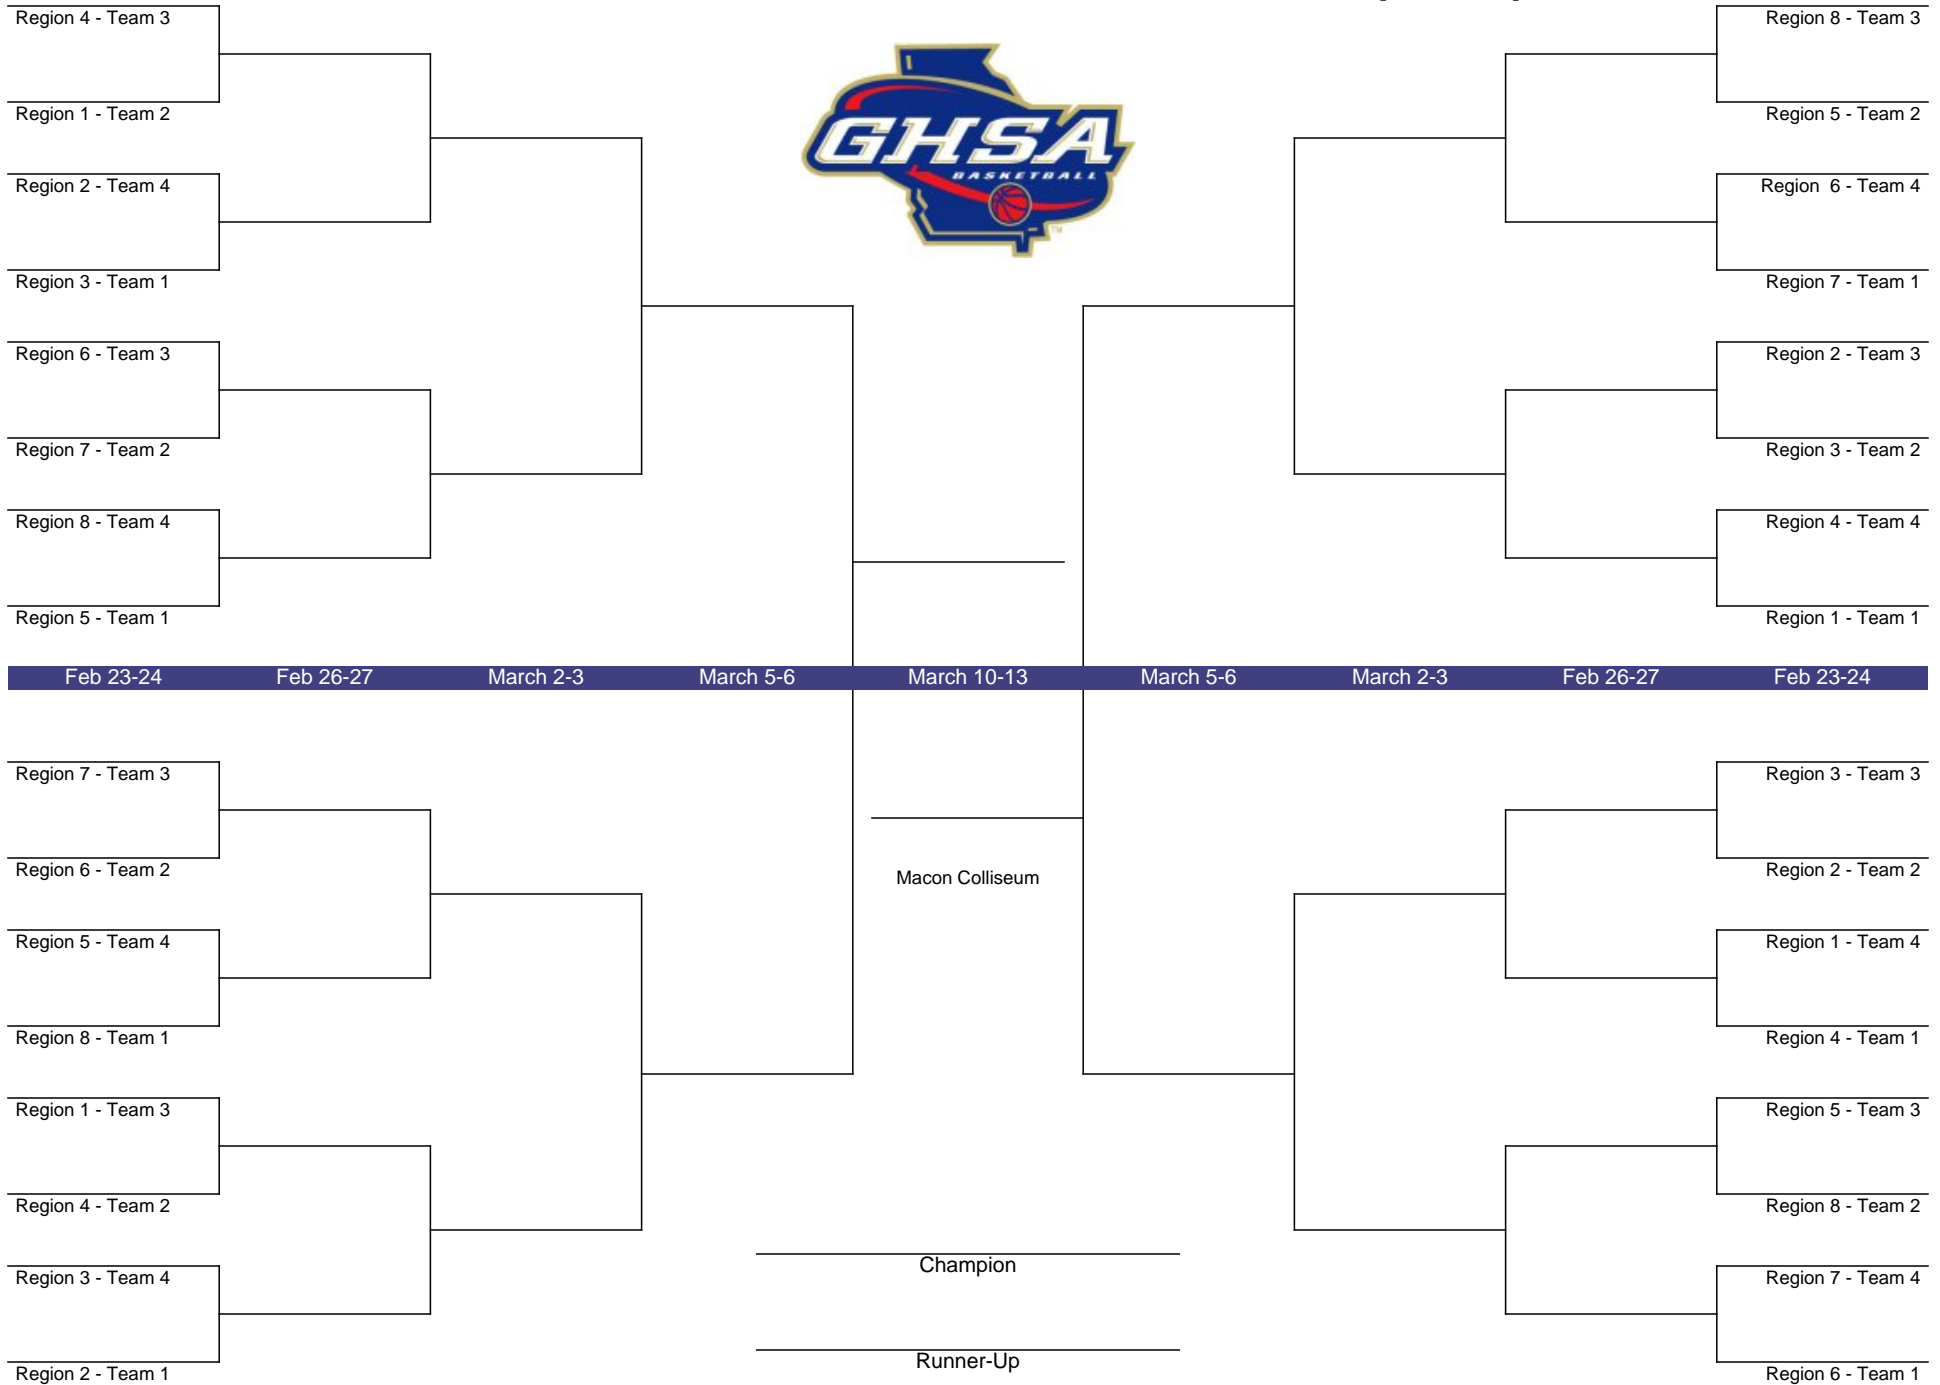 Region 4 - Team 3
Region 1 - Team 2
Region 2 - Team 4
Region 3 - Team 1
Region 6 - Team 3
Region 7 - Team 2
Region 8 - Team 4
Region 5 - Team 1
GHSA
BASKETBALL
TM
Region 8 - Team 3
Region 5 - Team 2
Region  6 - Team 4
Region 7 - Team 1
Region 2 - Team 3
Region 3 - Team 2
Region 4 - Team 4
Region 1 - Team 1
Feb 23-24 Feb 26-27 March 2-3 March 5-6 March 10-13 March 5-6 March 2-3 Feb 26-27 Feb 23-24
Region 7 - Team 3
Region 6 - Team 2
Region 5 - Team 4
Region 8 - Team 1
Region 1 - Team 3
Region 4 - Team 2
Region 3 - Team 4
Region 2 - Team 1
Macon Colliseum
Champion
Runner-Up
Region 3 - Team 3
Region 2 - Team 2
Region 1 - Team 4
Region 4 - Team 1
Region 5 - Team 3
Region 8 - Team 2
Region 7 - Team 4
Region 6 - Team 1